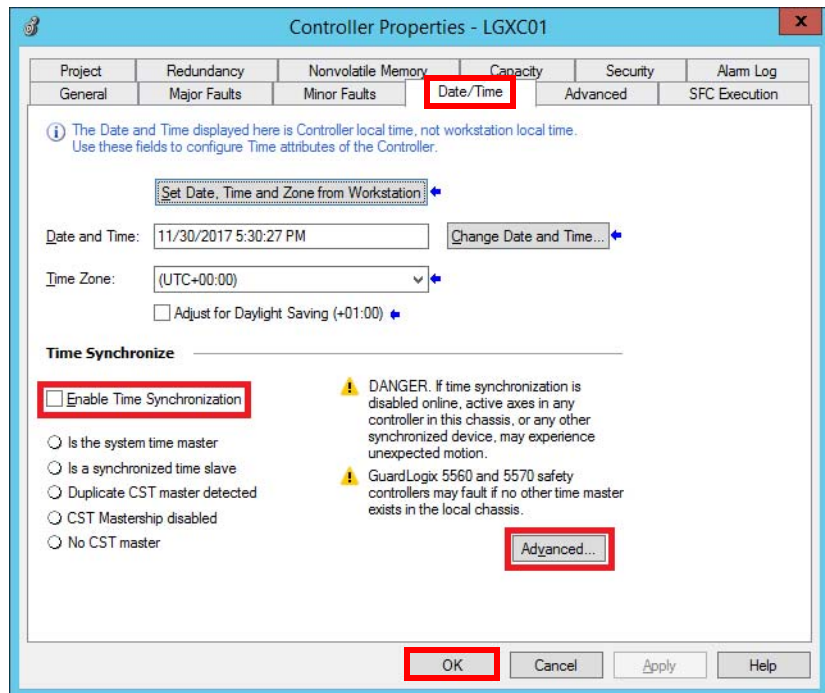 Controller Properties - LGXC01
x
Project Redundancy Nonvolatile Memory Capacity Security Alarm Log
General Major Faults Minor Faults Date/Time Advanced SFC Execution
The Date and Time displayed here is Controller local time, not workstation local time.
Use these fields to configure Time attributes of the Controller.
Set Date, Time and Zone from Workstation
Date and Time: 11/30/2017 5:30:27 PM Change Date and Time...
Time Zone: (UTC+00:00)
Adjust for Daylight Saving (+01:00)
Time Synchronize
Enable Time Synchronization
Is the system time master
Is a synchronized time slave
Duplicate CST master detected
CST Mastership disabled
No CST master
DANGER. If time synchronization is
disabled online, active axes in any
controller in this chassis, or any other
synchronized device, may experience
unexpected motion.
GuardLogix 5560 and 5570 safety
controllers may fault if no other time master
exists in the local chassis.
Advanced...
OK Cancel Apply Help